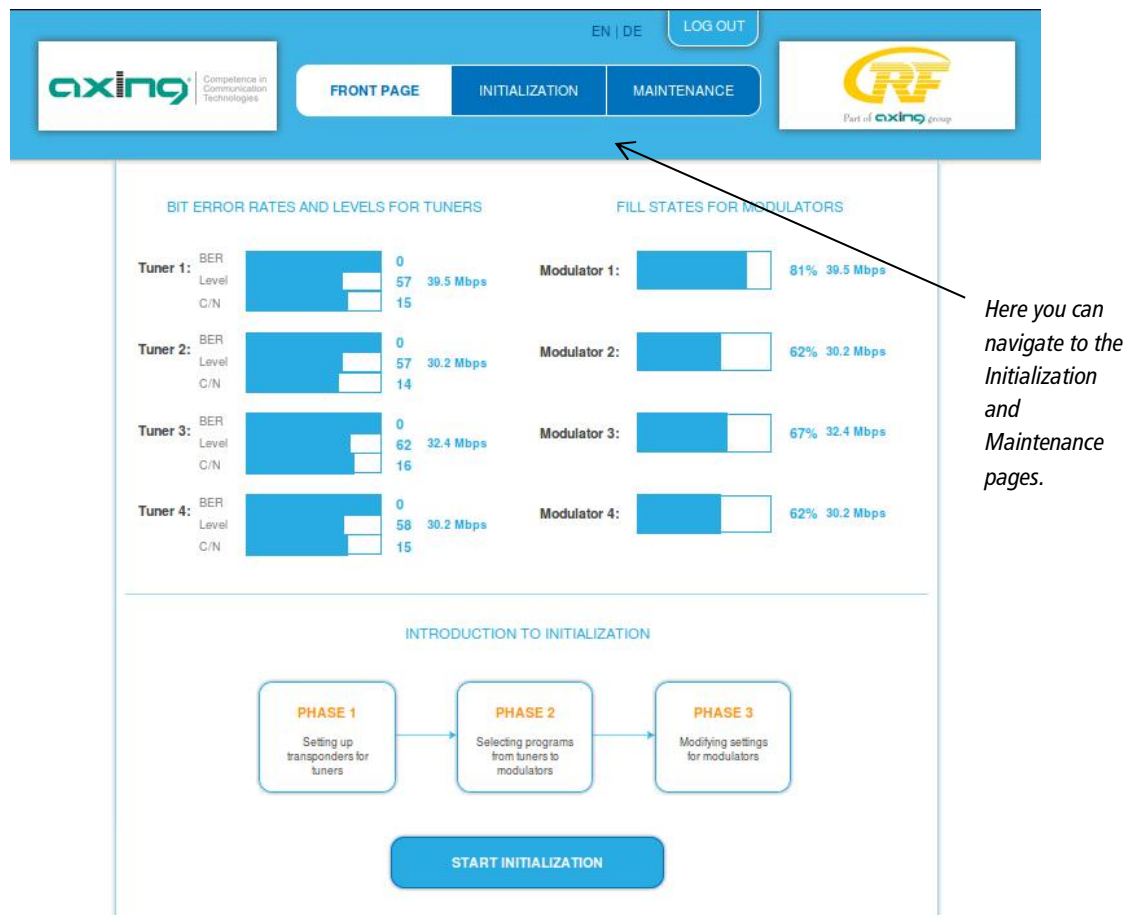 EN | DE
LOG OUT
axing
Competence in
Communication
Technologies
FRONT PAGE
INITIALIZATION
MAINTENANCE
CRF
Part of axing group
BIT ERROR RATES AND LEVELS FOR TUNERS
Tuner 1:
BER 0
Level 57 39.5 Mbps
C/N 15
Tuner 2:
BER 0
Level 57 30.2 Mbps
C/N 14
Tuner 3:
BER 0
Level 62 32.4 Mbps
C/N 16
Tuner 4:
BER 0
Level 58 30.2 Mbps
C/N 15
FILL STATES FOR MODULATORS
Modulator 1: 81% 39.5 Mbps
Modulator 2: 62% 30.2 Mbps
Modulator 3: 67% 32.4 Mbps
Modulator 4: 62% 30.2 Mbps
Here you can
navigate to the
Initialization
and
Maintenance
pages.
INTRODUCTION TO INITIALIZATION
PHASE 1
Setting up
transponders for
tuners
PHASE 2
Selecting programs
from tuners to
modulators
PHASE 3
Modifying settings
for modulators
START INITIALIZATION